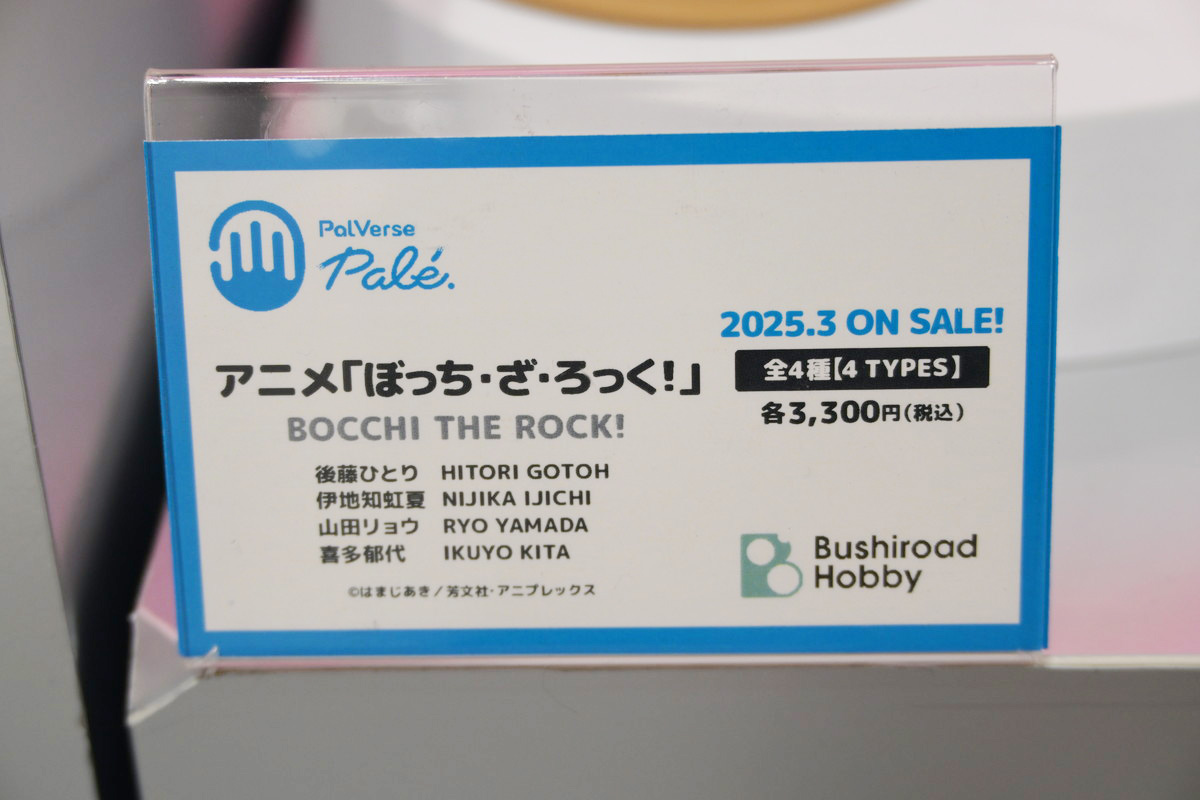 PalVerse
Palé.
2025.3 ON SALE!
全4種【4 TYPES】
各3,300円(税込)
アニメ「ぼっち・ざ・ろっく!」
BOCCHI THE ROCK!
後藤ひとり HITORI GOTOH
伊地知虹夏 NIJIKA IJICHI
山田リョウ RYO YAMADA
喜多郁代 IKUYO KITA
©はまじあき/芳文社・アニプレックス
Bushiroad
Hobby